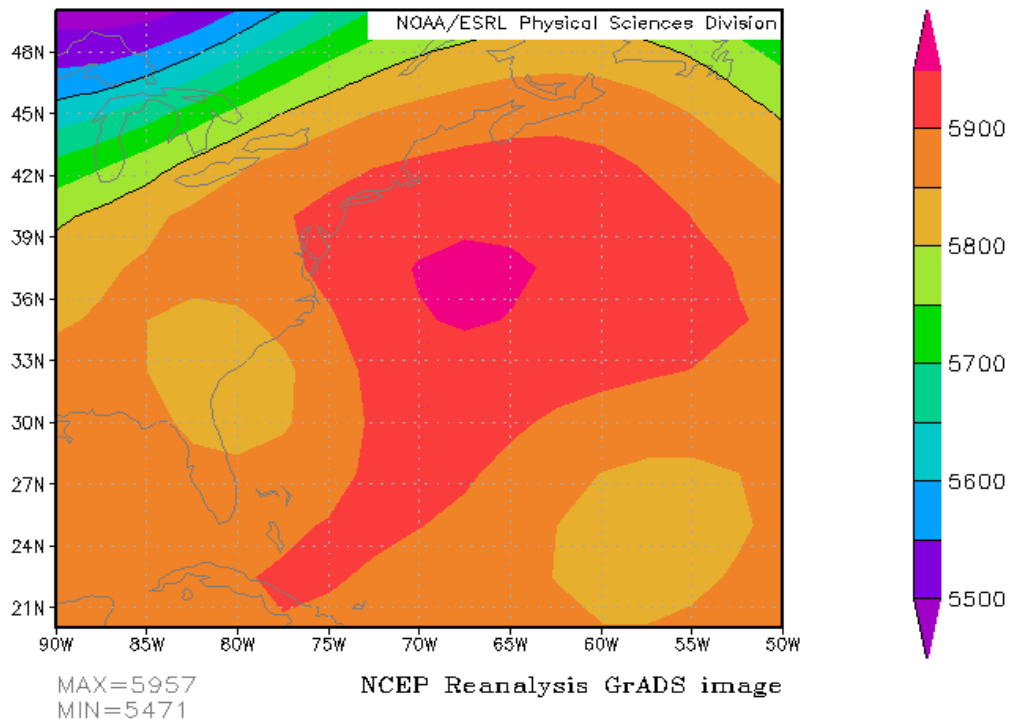 NOAA/ESRL Physical Sciences Division
48N
45N
42N
39N
36N
33N
30N
27N
24N
21N
90W 85W 80W 75W 70W 65W 60W 55W 50W
5900
5800
5700
5600
5500
MAX=5957
MIN=5471
NCEP Reanalysis GrADS image